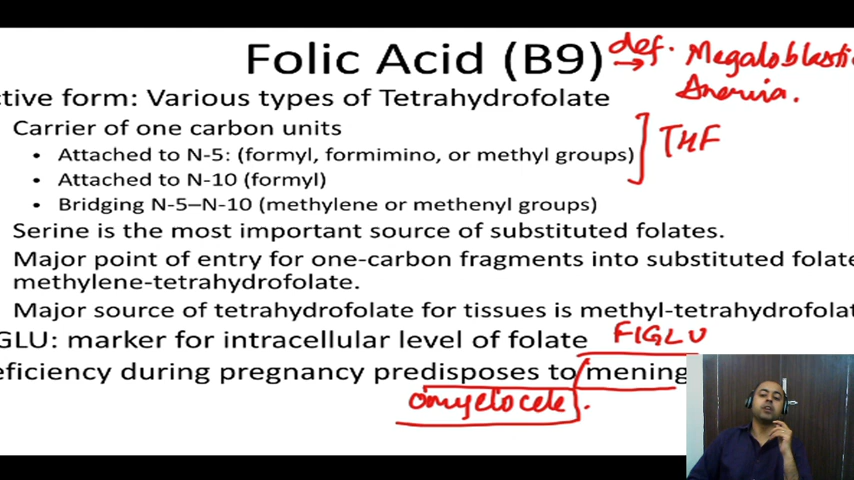 Folic Acid (B9) def. → Megaloblasti
Anemia.
ctive form: Various types of Tetrahydrofolate
Carrier of one carbon units
• Attached to N-5: (formyl, formimino, or methyl groups) THF
• Attached to N-10 (formyl)
• Bridging N-5–N-10 (methylene or methenyl groups)
Serine is the most important source of substituted folates.
Major point of entry for one-carbon fragments into substituted folate
methylene-tetrahydrofolate.
Major source of tetrahydrofolate for tissues is methyl-tetrahydrofolat
GLU: marker for intracellular level of folate FIGLU
eficiency during pregnancy predisposes to mening
omyelocele.